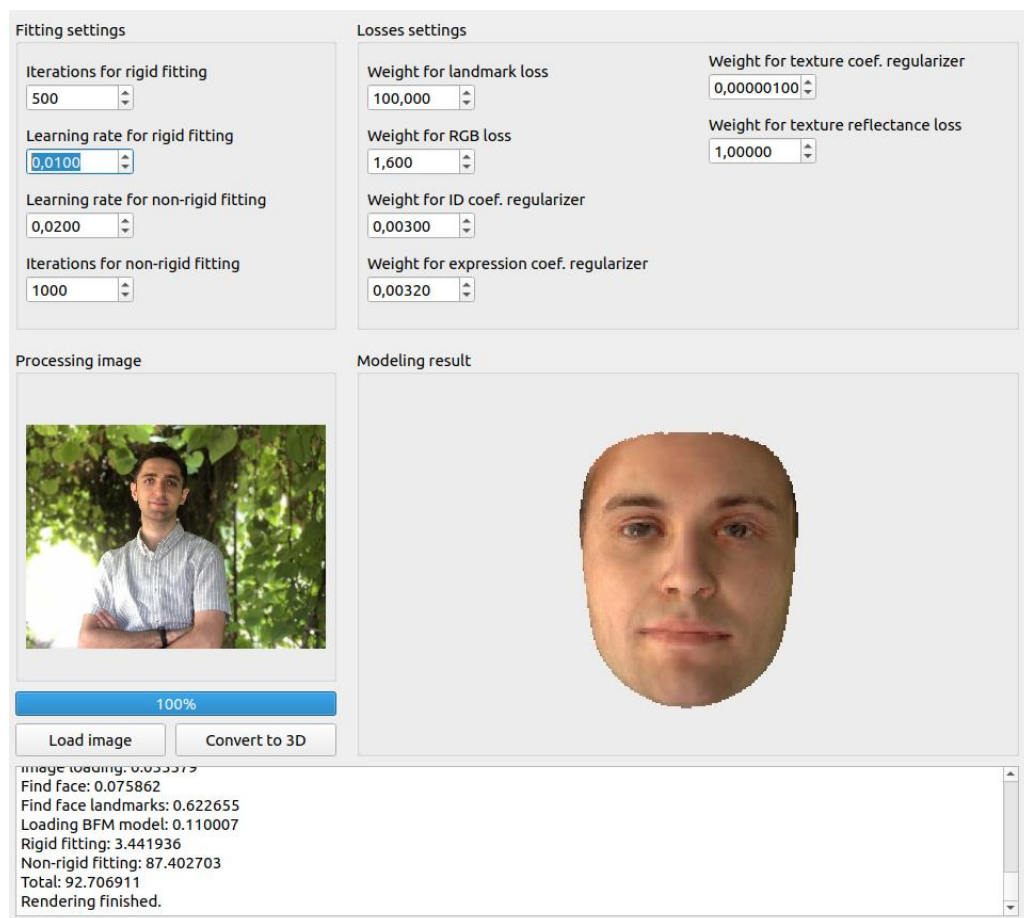 Fitting settings
Iterations for rigid fitting
500
Learning rate for rigid fitting
0,0100
Learning rate for non-rigid fitting
0,0200
Iterations for non-rigid fitting
1000
Losses settings
Weight for landmark loss
100,000
Weight for RGB loss
1,600
Weight for ID coef. regularizer
0,00300
Weight for expression coef. regularizer
0,00320
Weight for texture coef. regularizer
0,00000100
Weight for texture reflectance loss
1,00000
Processing image
100%
Load image
Convert to 3D
Modeling result
Image loading:
Find face: 0.075862
Find face landmarks: 0.622655
Loading BFM model: 0.110007
Rigid fitting: 3.441936
Non-rigid fitting: 87.402703
Total: 92.706911
Rendering finished.